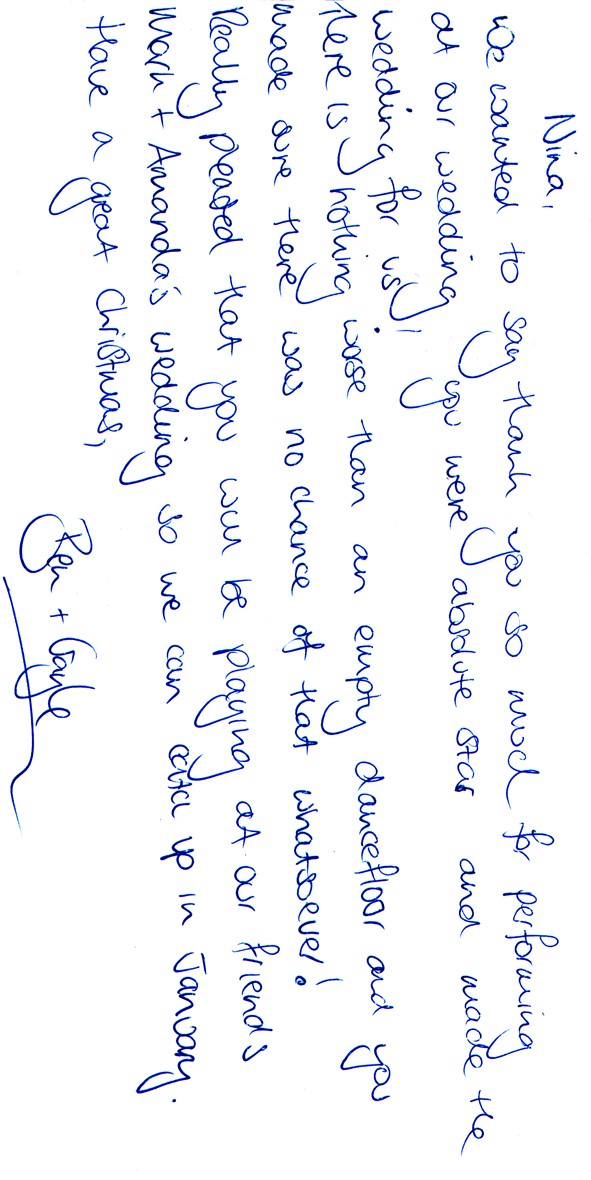 Nina,
We wanted to say thank you so much for performing
at our wedding you were absolute star and made the
wedding for us!
There is nothing worse than an empty dancefloor and you
made sure there was no chance of that whatsoever!
Really pleased that you will be playing at our friends
Mark + Amanda's wedding so we can catch up in January.
Have a great Christmas,
Ben + Gayle